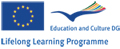 Education and Culture DG
Lifelong Learning Programme